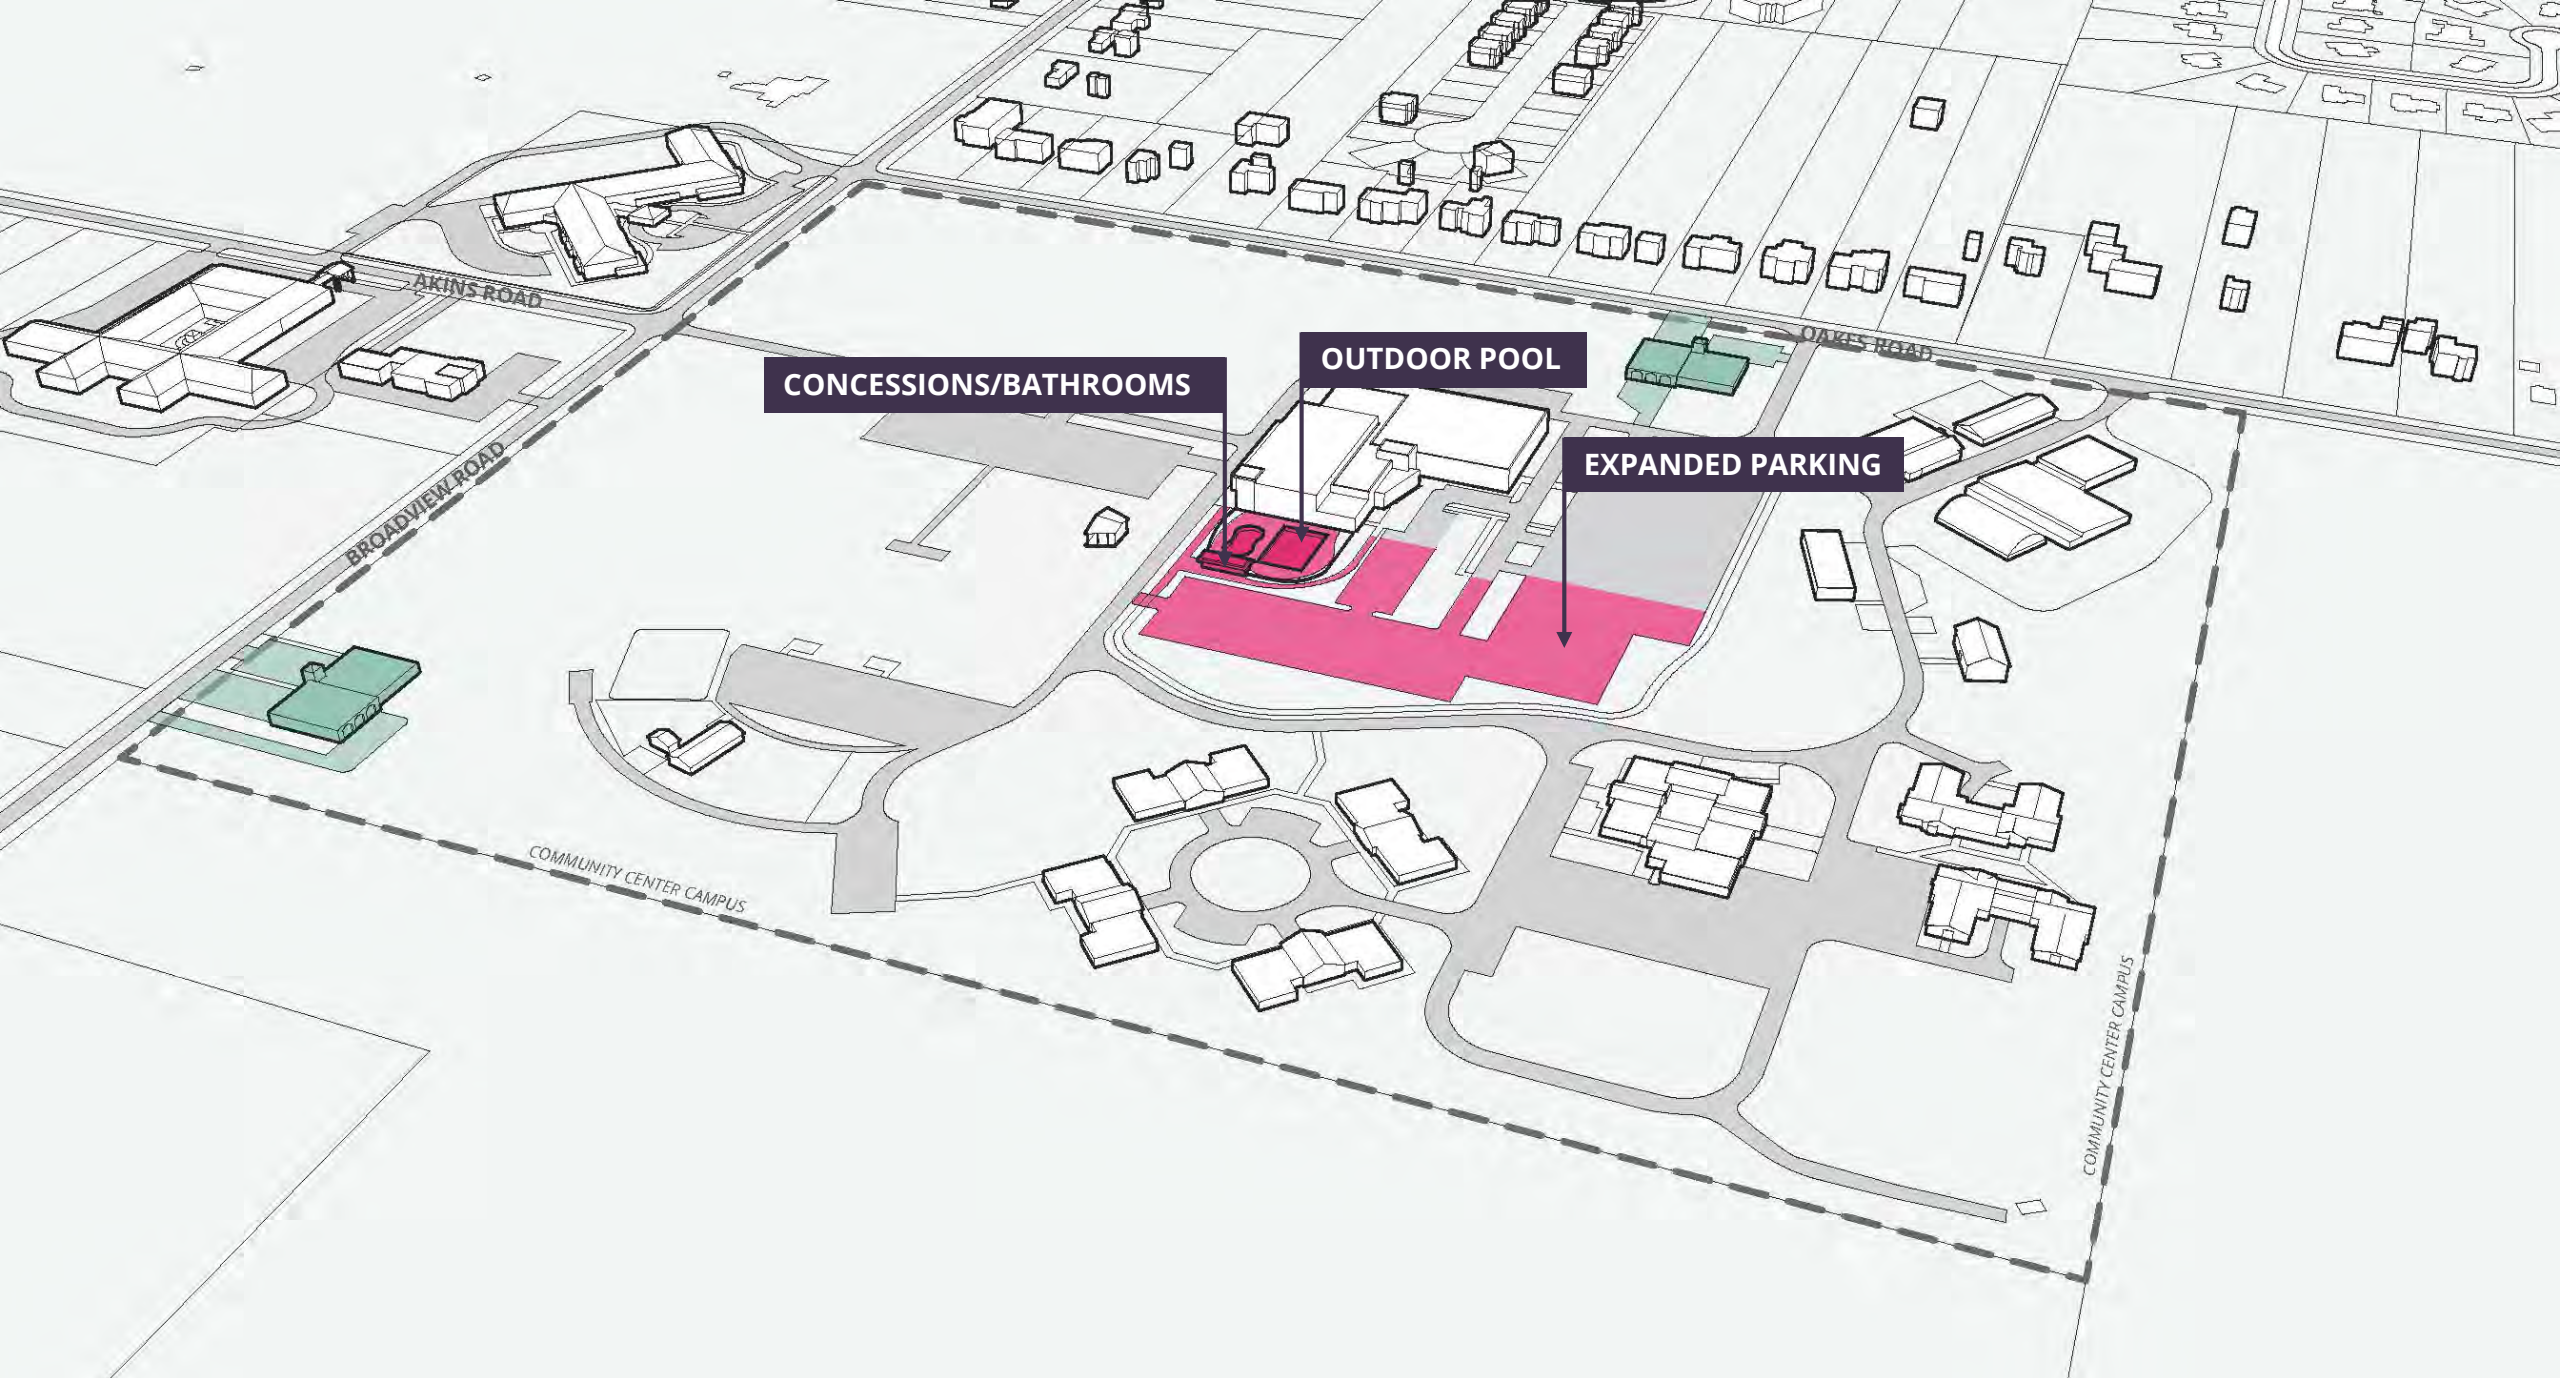 AKINS ROAD
OAKES ROAD
OUTDOOR POOL
CONCESSIONS/BATHROOMS
EXPANDED PARKING
BROADVIEW ROAD
COMMUNITY CENTER CAMPUS
COMMUNITY CENTER CAMPUS